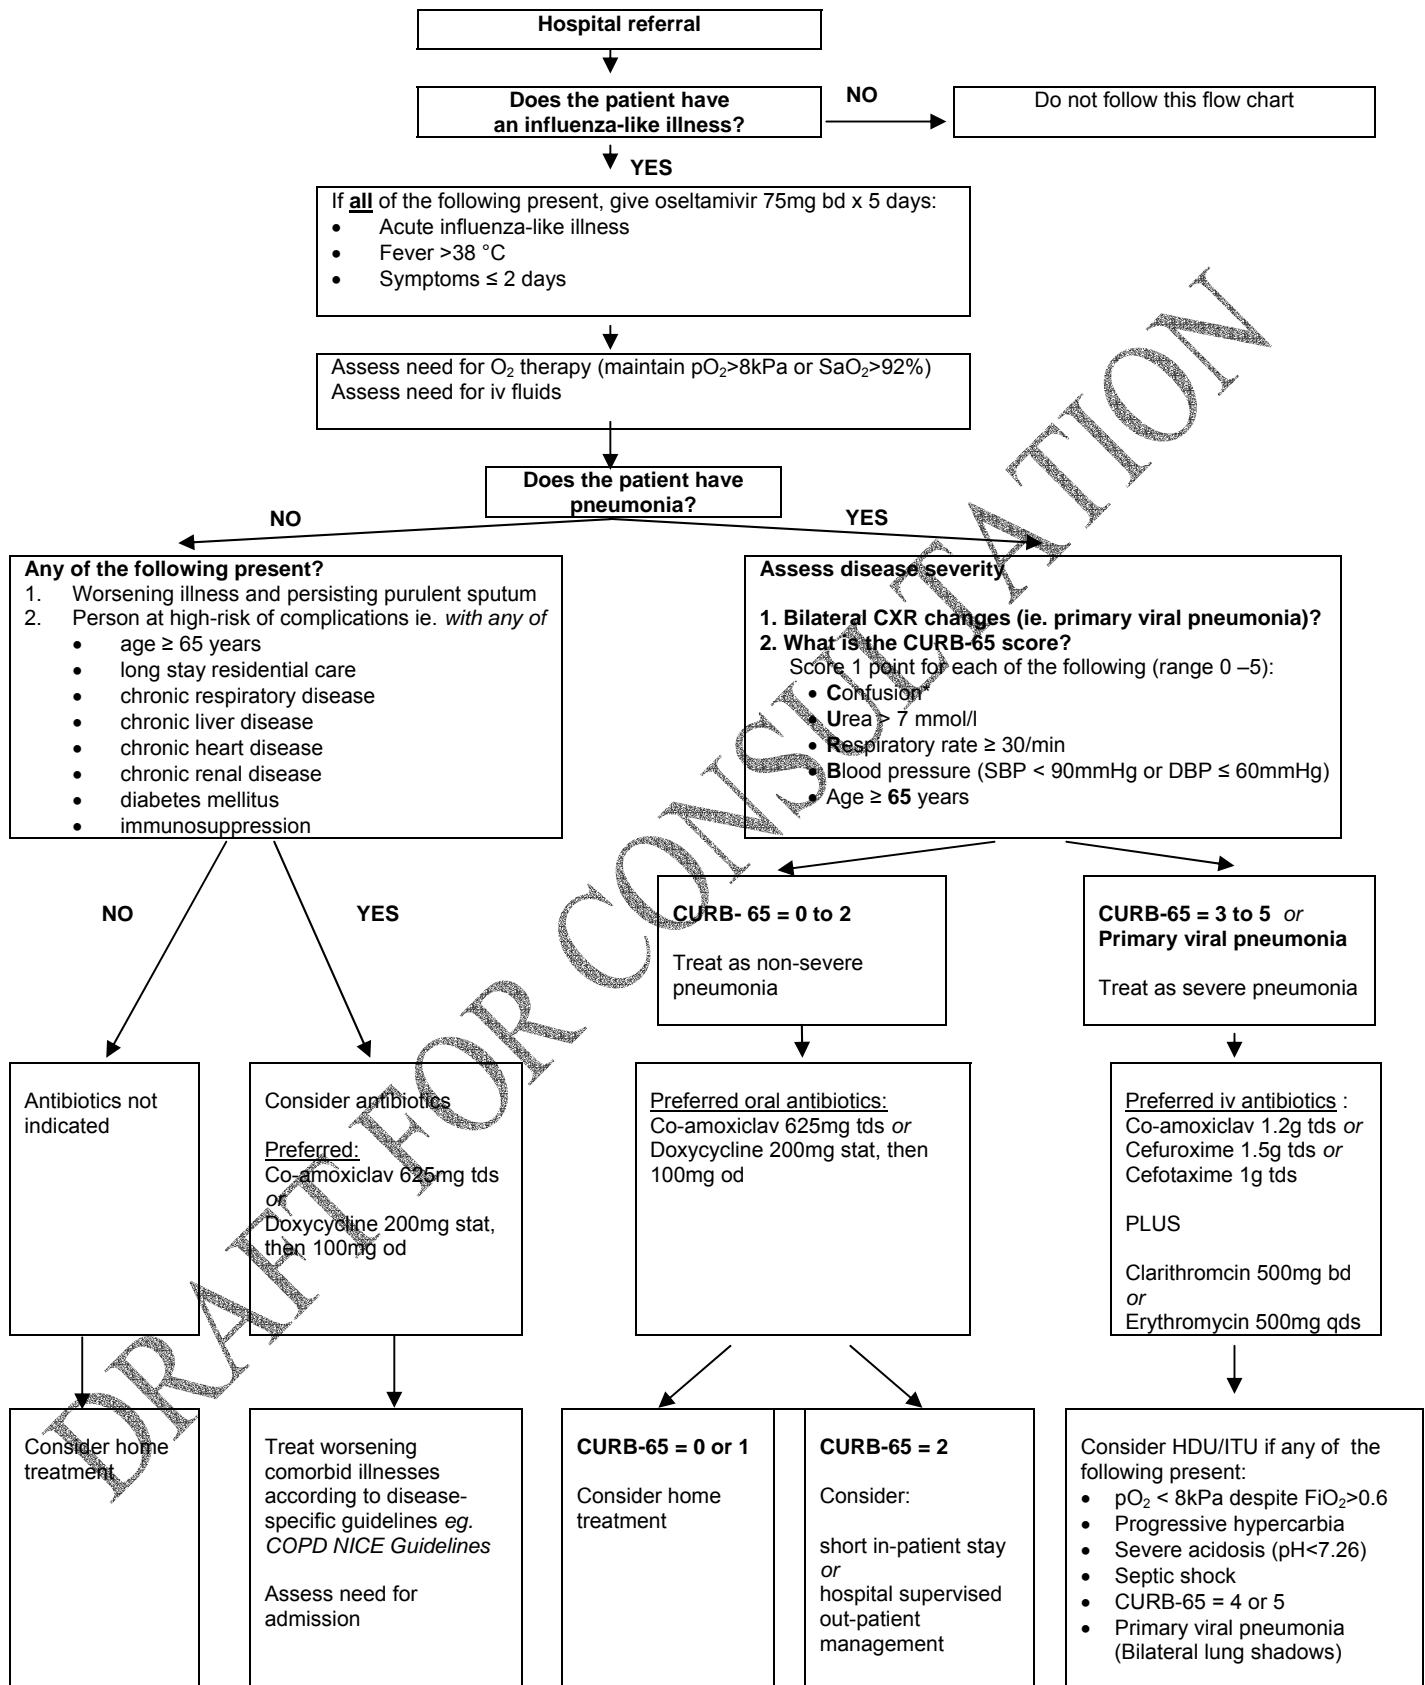 Hospital referral
Does the patient have
an influenza-like illness?
NO
Do not follow this flow chart
YES
If all of the following present, give oseltamivir 75mg bd x 5 days:
• Acute influenza-like illness
• Fever >38 °C
• Symptoms ≤ 2 days
Assess need for O₂ therapy (maintain pO₂>8kPa or SaO₂>92%)
Assess need for iv fluids
Does the patient have
pneumonia?
NO
YES
Any of the following present?
1. Worsening illness and persisting purulent sputum
2. Person at high-risk of complications ie. with any of
• age ≥ 65 years
• long stay residential care
• chronic respiratory disease
• chronic liver disease
• chronic heart disease
• chronic renal disease
• diabetes mellitus
• immunosuppression
Assess disease severity
1. Bilateral CXR changes (ie. primary viral pneumonia)?
2. What is the CURB-65 score?
Score 1 point for each of the following (range 0 –5):
• Confusion*
• Urea > 7 mmol/l
• Respiratory rate ≥ 30/min
• Blood pressure (SBP < 90mmHg or DBP ≤ 60mmHg)
• Age ≥ 65 years
NO
YES
CURB- 65 = 0 to 2
Treat as non-severe
pneumonia
CURB-65 = 3 to 5 or
Primary viral pneumonia
Treat as severe pneumonia
Antibiotics not
indicated
Consider antibiotics
Preferred:
Co-amoxiclav 625mg tds
or
Doxycycline 200mg stat,
then 100mg od
Preferred oral antibiotics:
Co-amoxiclav 625mg tds or
Doxycycline 200mg stat, then
100mg od
Preferred iv antibiotics :
Co-amoxiclav 1.2g tds or
Cefuroxime 1.5g tds or
Cefotaxime 1g tds
PLUS
Clarithromcin 500mg bd
or
Erythromycin 500mg qds
Consider home
treatment
Treat worsening
comorbid illnesses
according to disease-
specific guidelines eg.
COPD NICE Guidelines
Assess need for
admission
CURB-65 = 0 or 1
Consider home
treatment
CURB-65 = 2
Consider:
short in-patient stay
or
hospital supervised
out-patient
management
Consider HDU/ITU if any of the
following present:
• pO₂ < 8kPa despite FiO₂>0.6
• Progressive hypercarbia
• Severe acidosis (pH<7.26)
• Septic shock
• CURB-65 = 4 or 5
• Primary viral pneumonia
(Bilateral lung shadows)
DRAFT FOR CONSULTATION